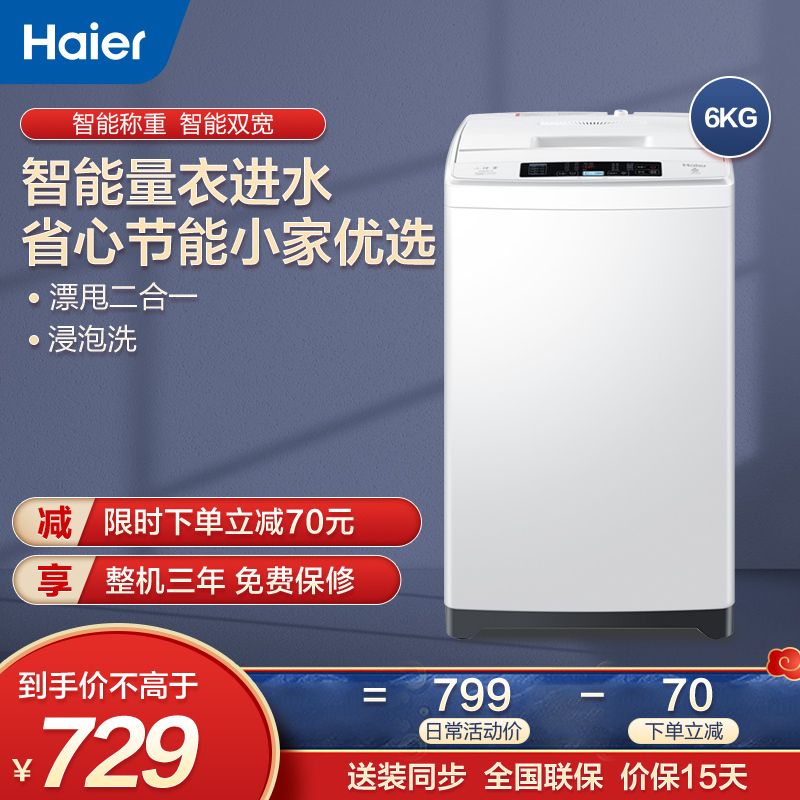 Haier
智能称重 智能双宽
6KG
智能量衣进水
省心节能小家优选
• 漂甩二合一
• 浸泡洗
Haier
减 限时下单立减70元
享 整机三年 免费保修
到手价不高于
¥729
= 799 - 70
日常活动价 下单立减
送装同步 全国联保 价保15天